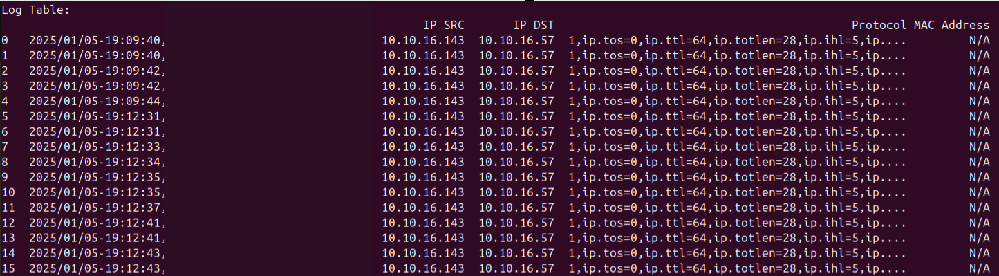 Log Table:
IP SRC IP DST Protocol MAC Address
0 2025/01/05-19:09:40, 10.10.16.143 10.10.16.57 1,ip.tos=0,ip.ttl=64,ip.totlen=28,ip.ihl=5,ip.... N/A
1 2025/01/05-19:09:40, 10.10.16.143 10.10.16.57 1,ip.tos=0,ip.ttl=64,ip.totlen=28,ip.ihl=5,ip.... N/A
2 2025/01/05-19:09:42, 10.10.16.143 10.10.16.57 1,ip.tos=0,ip.ttl=64,ip.totlen=28,ip.ihl=5,ip.... N/A
3 2025/01/05-19:09:42, 10.10.16.143 10.10.16.57 1,ip.tos=0,ip.ttl=64,ip.totlen=28,ip.ihl=5,ip.... N/A
4 2025/01/05-19:09:44, 10.10.16.143 10.10.16.57 1,ip.tos=0,ip.ttl=64,ip.totlen=28,ip.ihl=5,ip.... N/A
5 2025/01/05-19:12:31, 10.10.16.143 10.10.16.57 1,ip.tos=0,ip.ttl=64,ip.totlen=28,ip.ihl=5,ip.... N/A
6 2025/01/05-19:12:31, 10.10.16.143 10.10.16.57 1,ip.tos=0,ip.ttl=64,ip.totlen=28,ip.ihl=5,ip.... N/A
7 2025/01/05-19:12:33, 10.10.16.143 10.10.16.57 1,ip.tos=0,ip.ttl=64,ip.totlen=28,ip.ihl=5,ip.... N/A
8 2025/01/05-19:12:34, 10.10.16.143 10.10.16.57 1,ip.tos=0,ip.ttl=64,ip.totlen=28,ip.ihl=5,ip.... N/A
9 2025/01/05-19:12:35, 10.10.16.143 10.10.16.57 1,ip.tos=0,ip.ttl=64,ip.totlen=28,ip.ihl=5,ip.... N/A
10 2025/01/05-19:12:35, 10.10.16.143 10.10.16.57 1,ip.tos=0,ip.ttl=64,ip.totlen=28,ip.ihl=5,ip.... N/A
11 2025/01/05-19:12:37, 10.10.16.143 10.10.16.57 1,ip.tos=0,ip.ttl=64,ip.totlen=28,ip.ihl=5,ip.... N/A
12 2025/01/05-19:12:41, 10.10.16.143 10.10.16.57 1,ip.tos=0,ip.ttl=64,ip.totlen=28,ip.ihl=5,ip.... N/A
13 2025/01/05-19:12:41, 10.10.16.143 10.10.16.57 1,ip.tos=0,ip.ttl=64,ip.totlen=28,ip.ihl=5,ip.... N/A
14 2025/01/05-19:12:43, 10.10.16.143 10.10.16.57 1,ip.tos=0,ip.ttl=64,ip.totlen=28,ip.ihl=5,ip.... N/A
15 2025/01/05-19:12:43, 10.10.16.143 10.10.16.57 1,ip.tos=0,ip.ttl=64,ip.totlen=28,ip.ihl=5,ip.... N/A